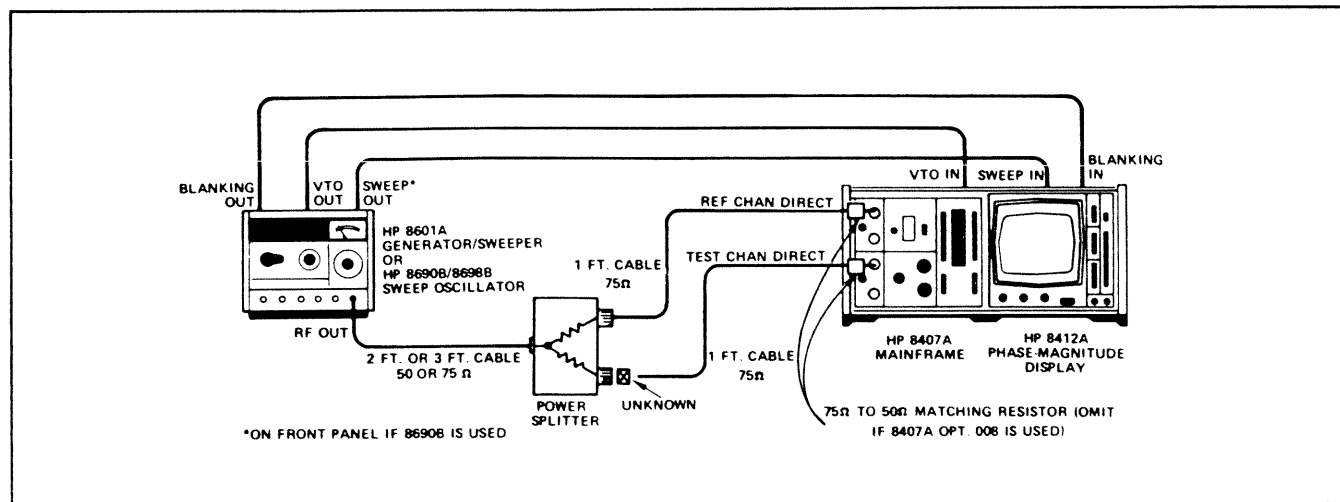 BLANKING
OUT
VTO
OUT
SWEEP*
OUT
VTO IN
SWEEP IN
BLANKING
IN
REF CHAN DIRECT
TEST CHAN DIRECT
HP 8601A
GENERATOR/SWEEPER
OR
HP 8690B/8698B
SWEEP OSCILLATOR
1 FT. CABLE
75Ω
RF OUT
2 FT. OR 3 FT. CABLE
50 OR 75 Ω
POWER
SPLITTER
UNKNOWN
1 FT. CABLE
75Ω
HP 8407A
MAINFRAME
HP 8412A
PHASE-MAGNITUDE
DISPLAY
75Ω TO 50Ω MATCHING RESISTOR (OMIT
IF 8407A OPT. 008 IS USED)
*ON FRONT PANEL IF 8690B IS USED